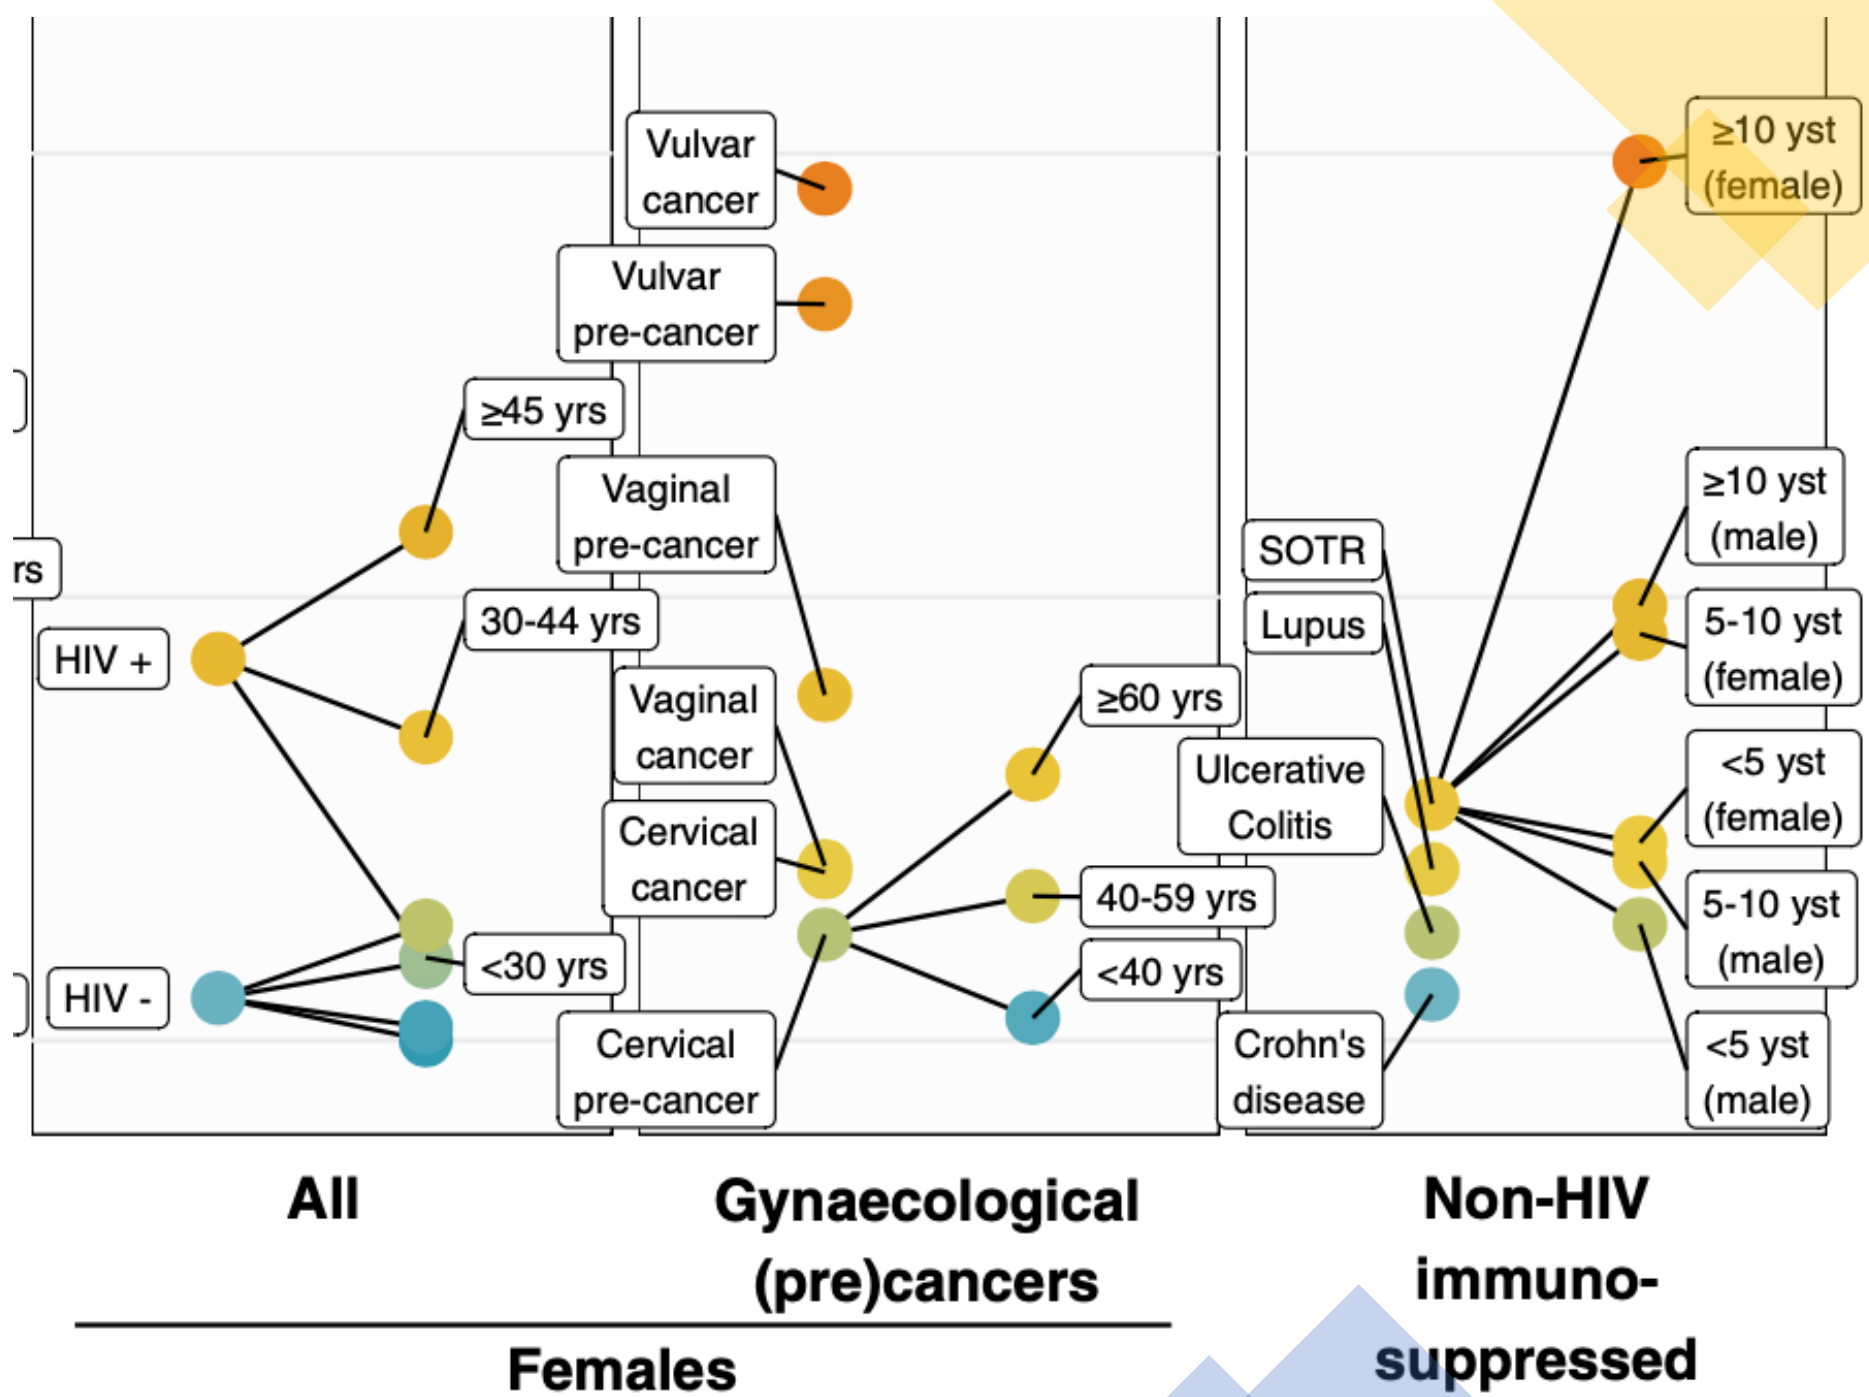 ≥45 yrs
30-44 yrs
rs
HIV +
<30 yrs
HIV -
Vulvar
cancer
Vulvar
pre-cancer
Vaginal
pre-cancer
Vaginal
cancer
Cervical
cancer
Cervical
pre-cancer
≥60 yrs
40-59 yrs
<40 yrs
SOTR
Lupus
Ulcerative
Colitis
Crohn's
disease
≥10 yst
(female)
≥10 yst
(male)
5-10 yst
(female)
<5 yst
(female)
5-10 yst
(male)
<5 yst
(male)
All
Gynaecological
(pre)cancers
Females
Non-HIV
immuno-
suppressed